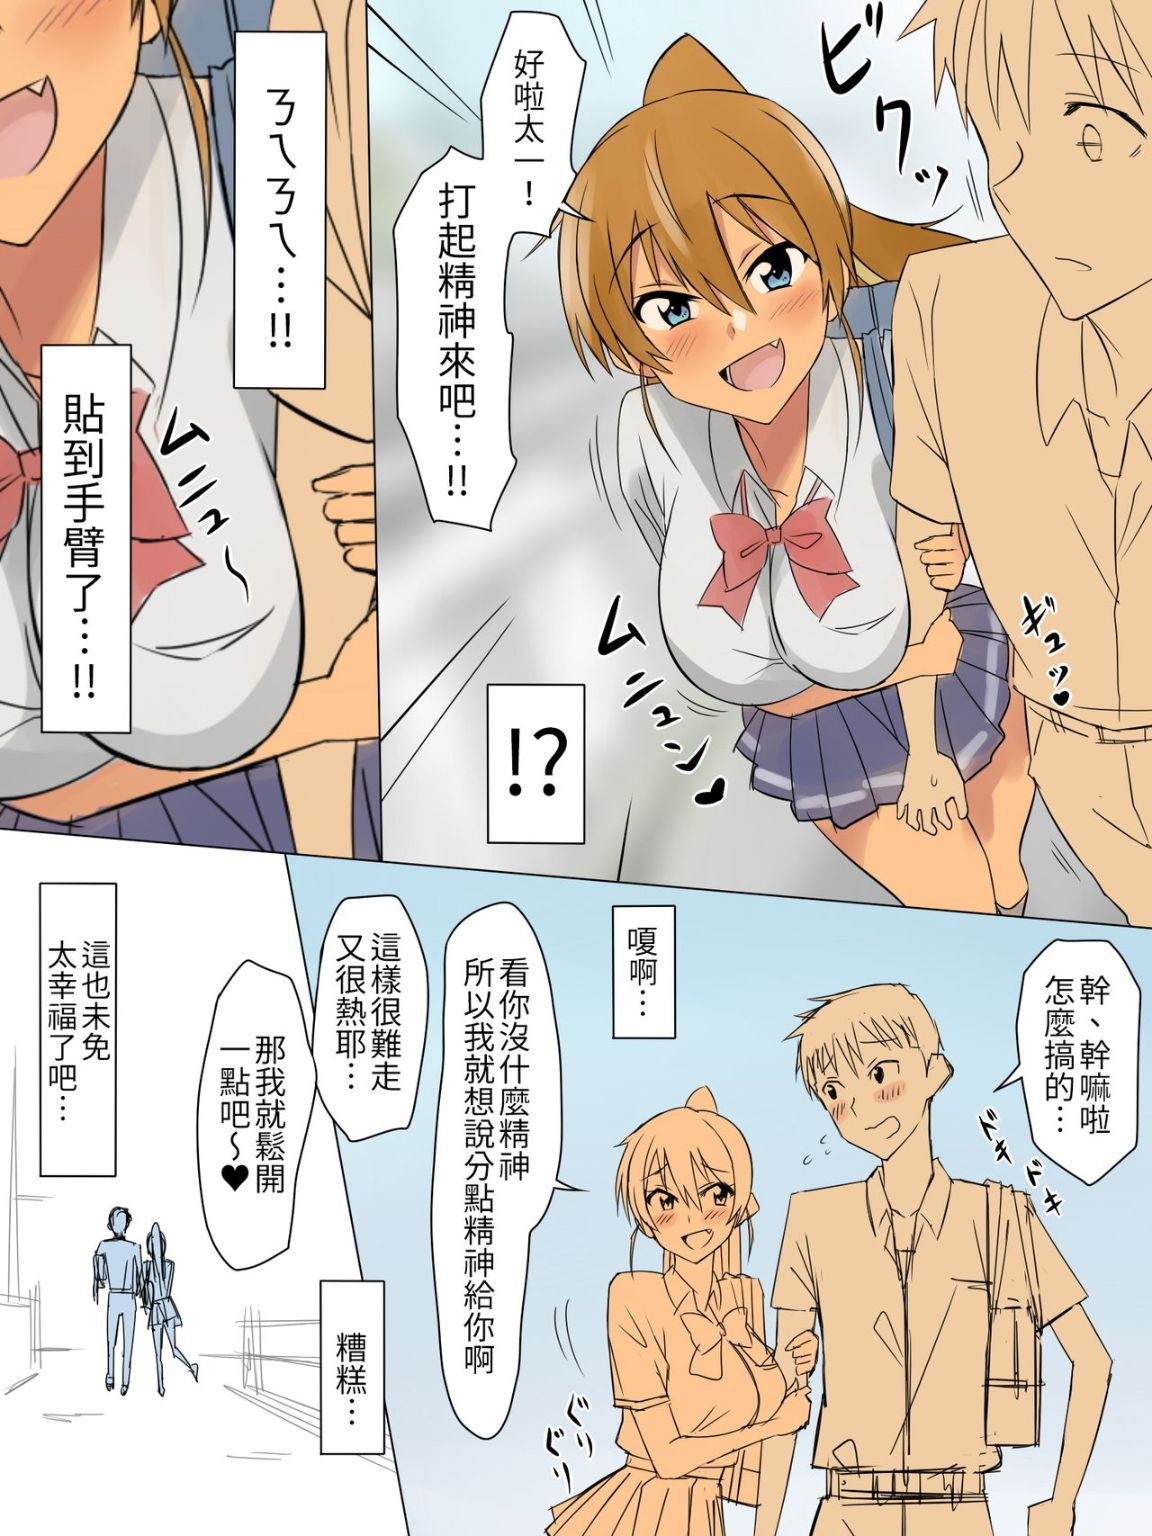 好啦太一！
打起精神來吧…!!
ビクッ
ムニュン♥
ギュッ♥
!?
ㄋㄟㄋㄟ…!!
ムニュ〜
貼到手臂了…!!
幹、幹嘛啦
怎麼搞的…
ドキドキ
嗄啊…
看你沒什麼精神
所以我就想說分點精神給你啊
ぐりぐり
這樣很難走
又很熱耶…
那我就鬆開
一點吧〜♥
糟糕…
這也未免
太幸福了吧…